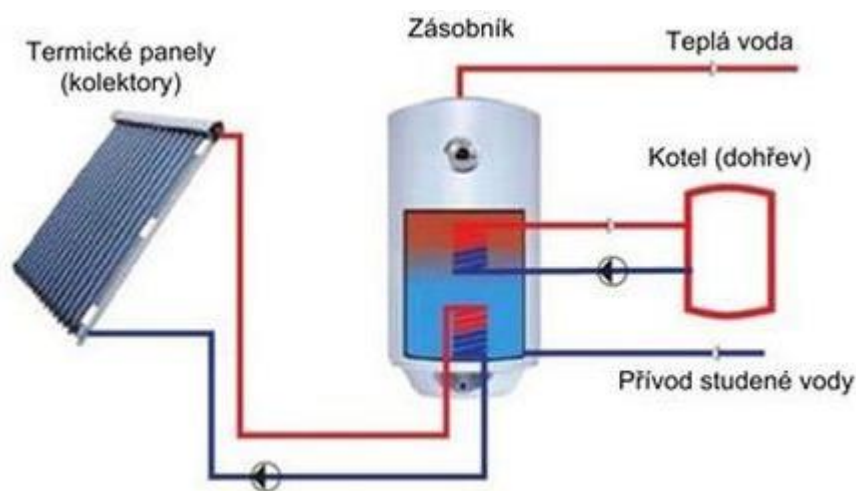 Zásobník
Teplá voda
Termické panely
(kolektory)
Kotel (dohřev)
Přívod studené vody